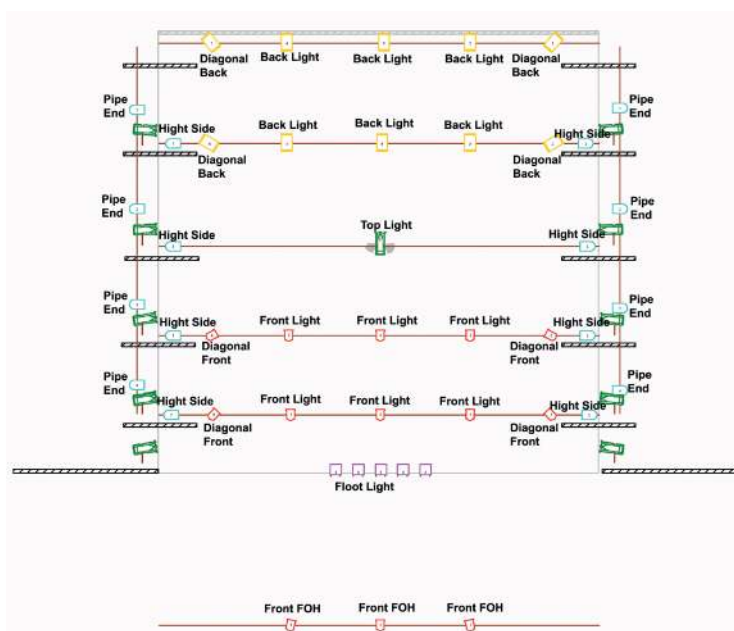 Diagonal Back
Back Light
Back Light
Back Light
Diagonal Back
Pipe End
Pipe End
Hight Side
Back Light
Back Light
Back Light
Hight Side
Diagonal Back
Diagonal Back
Pipe End
Pipe End
Hight Side
Top Light
Hight Side
Pipe End
Pipe End
Hight Side
Front Light
Front Light
Front Light
Hight Side
Diagonal Front
Diagonal Front
Pipe End
Pipe End
Hight Side
Front Light
Front Light
Front Light
Hight Side
Diagonal Front
Diagonal Front
Floot Light
Front FOH
Front FOH
Front FOH